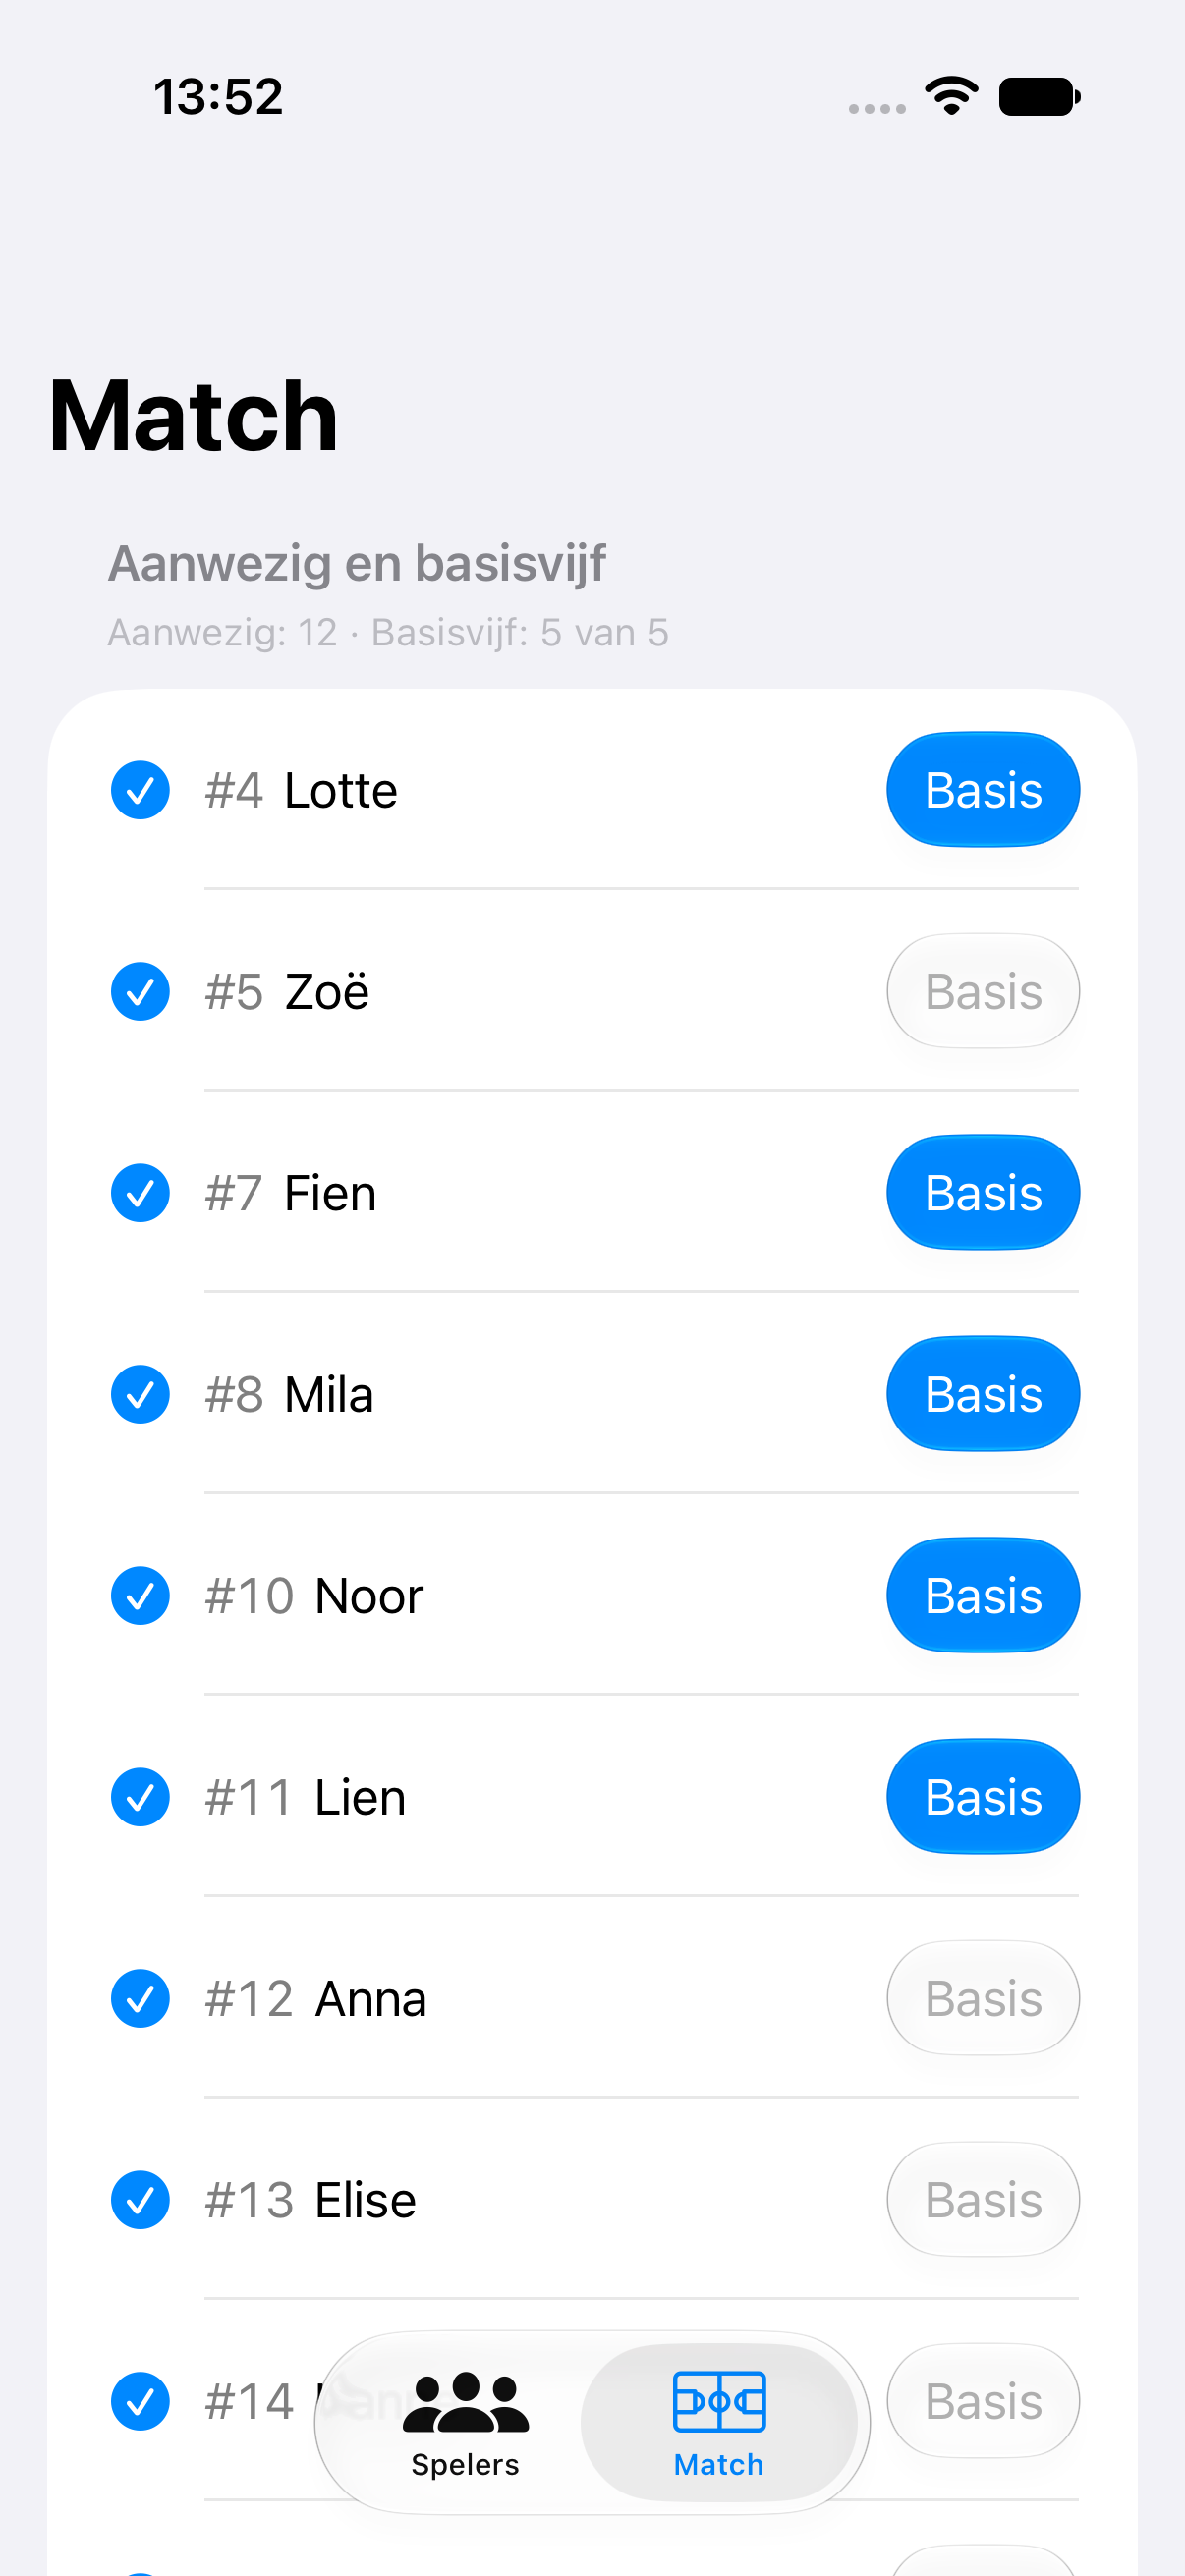 13:52
Match
Aanwezig en basisvijf
Aanwezig: 12 · Basisvijf: 5 van 5
#4 Lotte Basis
#5 Zoë Basis
#7 Fien Basis
#8 Mila Basis
#10 Noor Basis
#11 Lien Basis
#12 Anna Basis
#13 Elise Basis
#14 Basis
Spelers Match